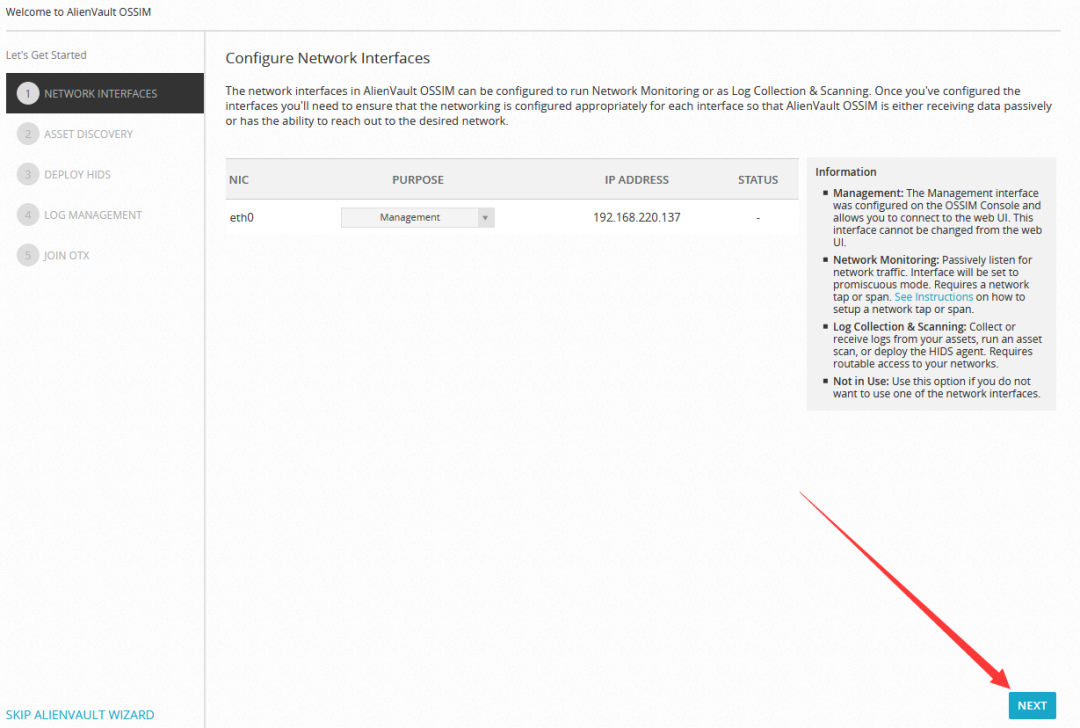 Welcome to AlienVault OSSIM
Let's Get Started
1 NETWORK INTERFACES
2 ASSET DISCOVERY
3 DEPLOY HIDS
4 LOG MANAGEMENT
5 JOIN OTX
SKIP ALIENVAULT WIZARD
Configure Network Interfaces
The network interfaces in AlienVault OSSIM can be configured to run Network Monitoring or as Log Collection & Scanning. Once you've configured the
interfaces you'll need to ensure that the networking is configured appropriately for each interface so that AlienVault OSSIM is either receiving data passively
or has the ability to reach out to the desired network.
NIC PURPOSE IP ADDRESS STATUS
eth0 Management 192.168.220.137 -
Information
▪ Management: The Management interface
was configured on the OSSIM Console and
allows you to connect to the web UI. This
interface cannot be changed from the web
UI.
▪ Network Monitoring: Passively listen for
network traffic. Interface will be set to
promiscuous mode. Requires a network
tap or span. See Instructions on how to
setup a network tap or span.
▪ Log Collection & Scanning: Collect or
receive logs from your assets, run an asset
scan, or deploy the HIDS agent. Requires
routable access to your networks.
▪ Not in Use: Use this option if you do not
want to use one of the network interfaces.
NEXT